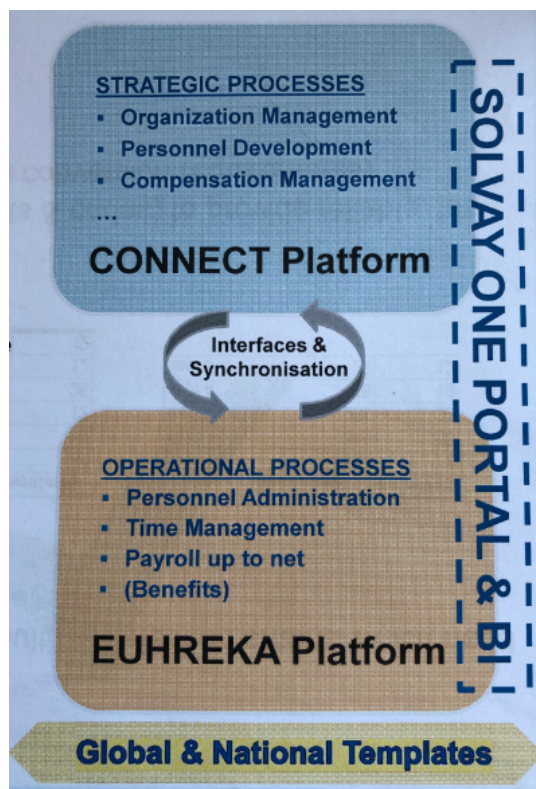 STRATEGIC PROCESSES
▪ Organization Management
▪ Personnel Development
▪ Compensation Management
...
CONNECT Platform
Interfaces &
Synchronisation
OPERATIONAL PROCESSES
▪ Personnel Administration
▪ Time Management
▪ Payroll up to net
▪ (Benefits)
EUHREKA Platform
SOLVAY ONE PORTAL & BI
Global & National Templates